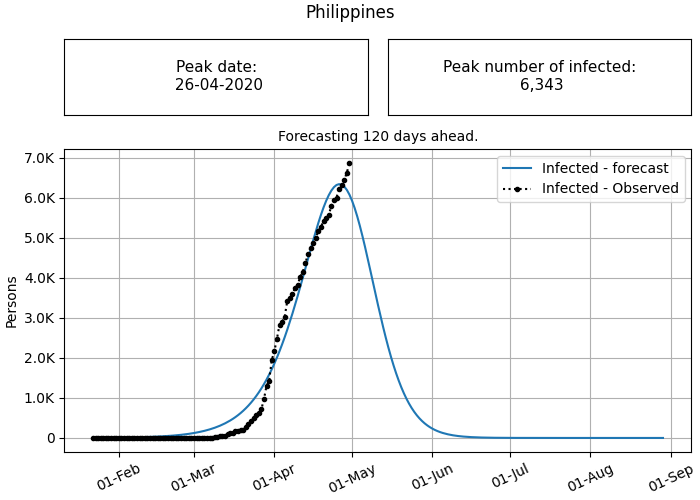 Philippines
Peak date:
26-04-2020
Peak number of infected:
6,343
Forecasting 120 days ahead.
7.0K
6.0K
5.0K
4.0K
3.0K
2.0K
1.0K
0
Persons
Infected - forecast
Infected - Observed
01-Feb
01-Mar
01-Apr
01-May
01-Jun
01-Jul
01-Aug
01-Sep